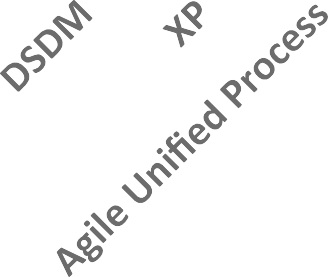 DSDM
XP
Agile Unified Process